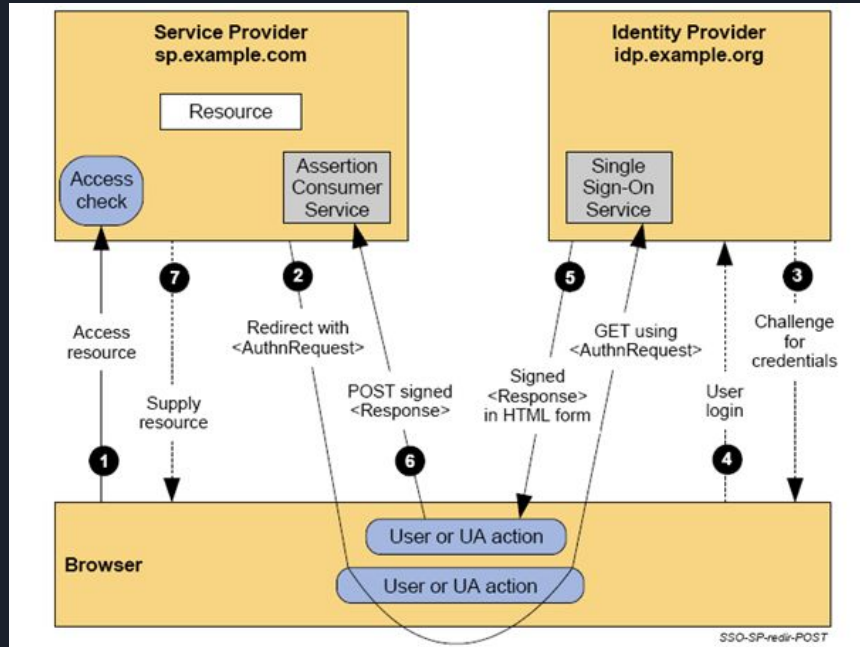 Service Provider
sp.example.com
Identity Provider
idp.example.org
Resource
Access
check
Assertion
Consumer
Service
Single
Sign-On
Service
7
2
5
3
Access
resource
Redirect with
<AuthnRequest>
GET using
<AuthnRequest>
Challenge
for
credentials
Supply
resource
POST signed
<Response>
Signed
<Response>
in HTML form
User
login
1
6
4
User or UA action
Browser
User or UA action
SSO-SP-redir-POST